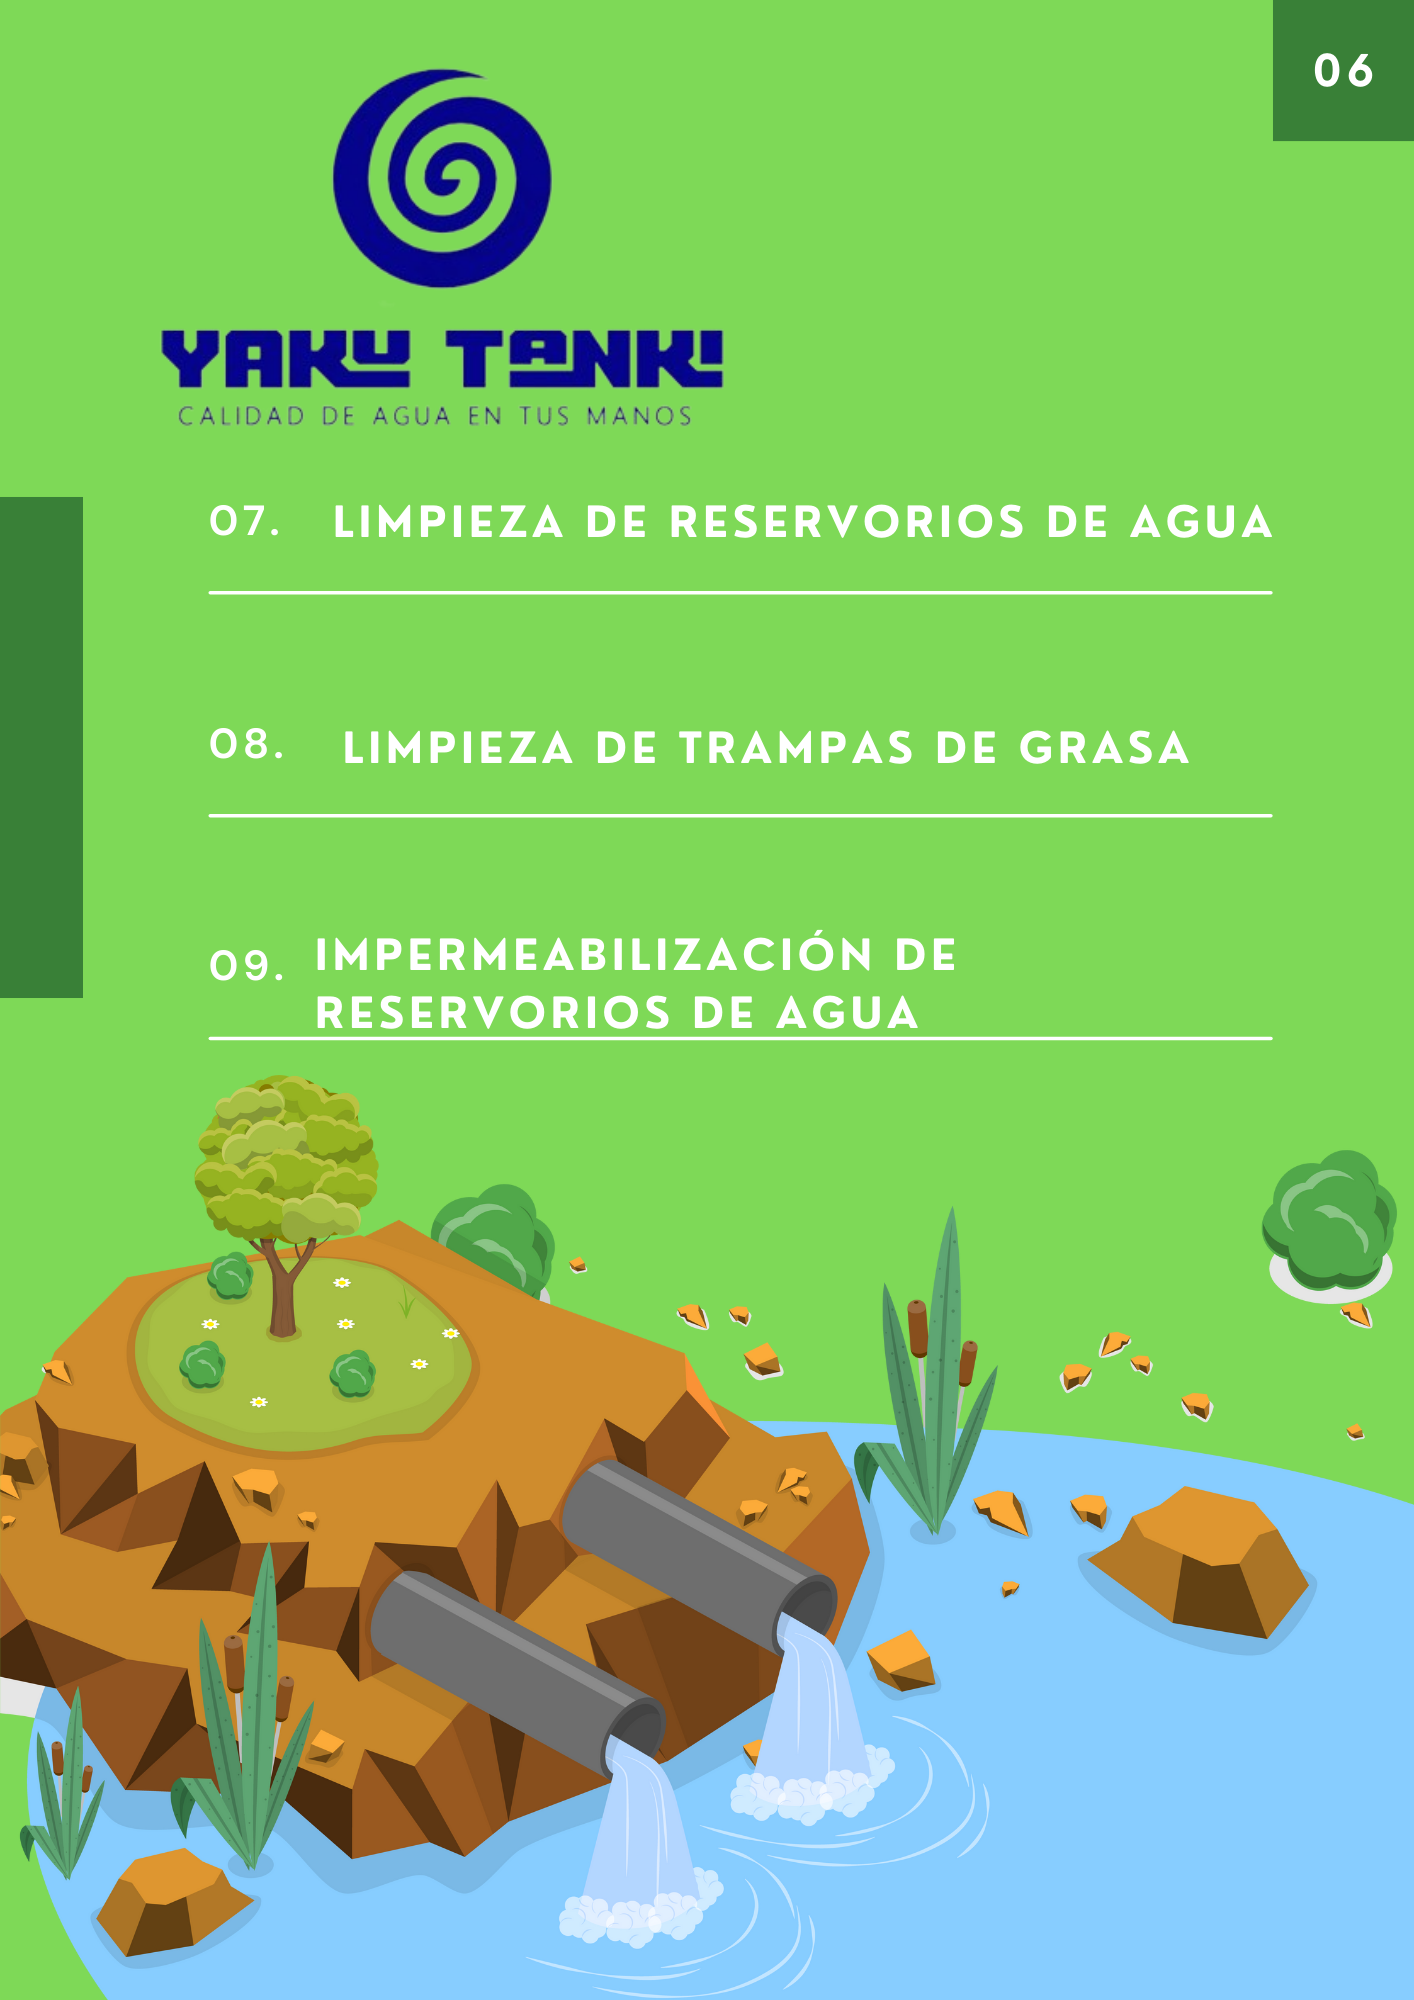 06
YAKU TANKI
CALIDAD DE AGUA EN TUS MANOS
07. LIMPIEZA DE RESERVORIOS DE AGUA
08. LIMPIEZA DE TRAMPAS DE GRASA
09. IMPERMEABILIZACIÓN DE
RESERVORIOS DE AGUA